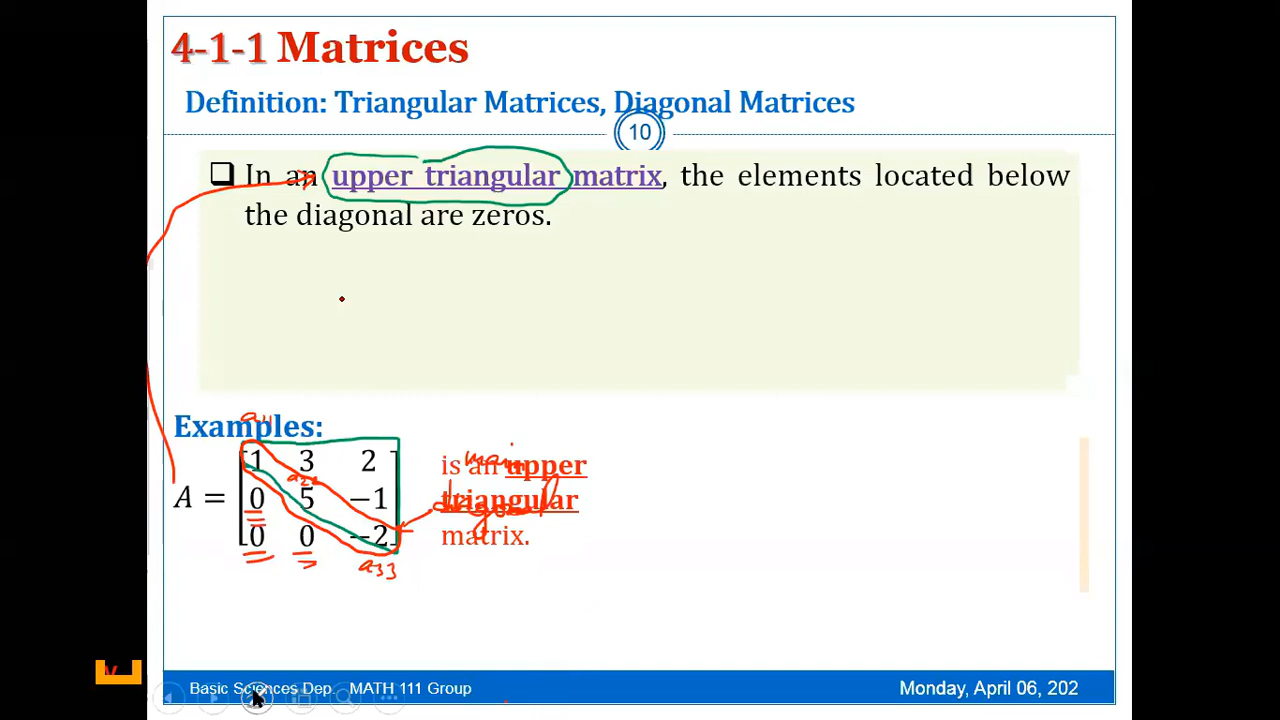 4-1-1 Matrices
Definition: Triangular Matrices, Diagonal Matrices
10
❑ In an upper triangular matrix, the elements located below
the diagonal are zeros.
Examples:
a11
1 3 2
a22
A = 0 5 −1
0 0 −2
a33
is an upper
triangular
matrix.
main
diagonal
Basic Sciences Dep. MATH 111 Group
Monday, April 06, 202